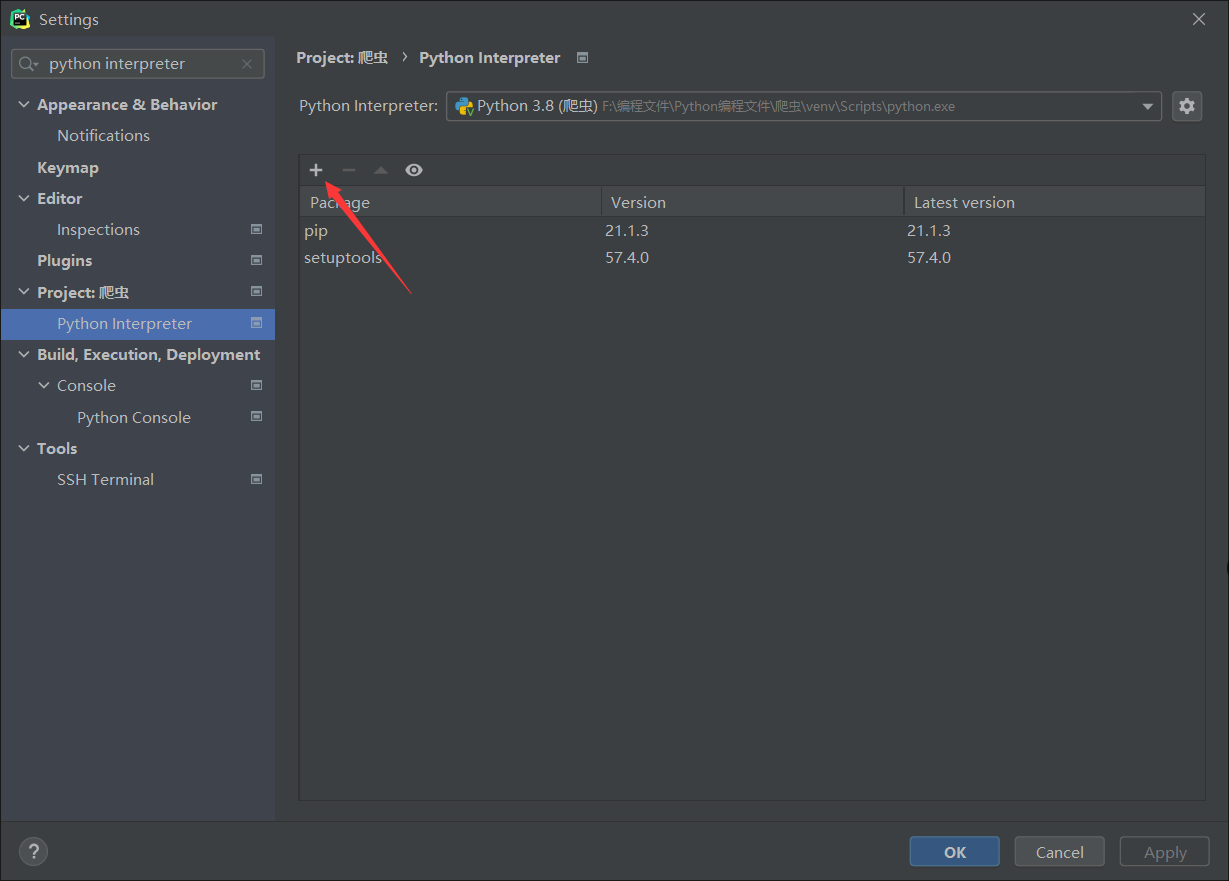 Settings
python interpreter
Appearance & Behavior
Notifications
Keymap
Editor
Inspections
Plugins
Project: 爬虫
Python Interpreter
Build, Execution, Deployment
Console
Python Console
Tools
SSH Terminal
Project: 爬虫 › Python Interpreter
Python Interpreter: Python 3.8 (爬虫) F:\编程文件\Python编程文件\爬虫\venv\Scripts\python.exe
Package Version Latest version
pip 21.1.3 21.1.3
setuptools 57.4.0 57.4.0
? OK Cancel Apply